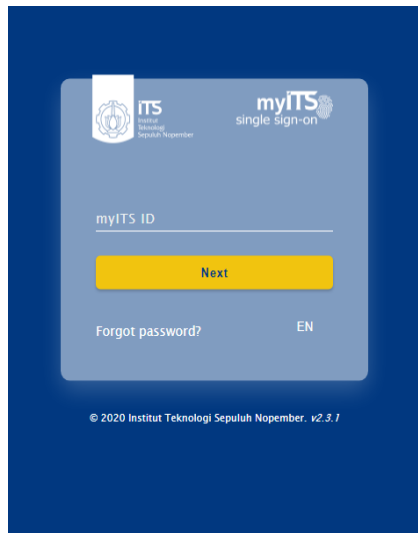 iTS
Institut
Teknologi
Sepuluh Nopember
myITS
single sign-on
myITS ID
Next
Forgot password?
EN
© 2020 Institut Teknologi Sepuluh Nopember. v2.3.1